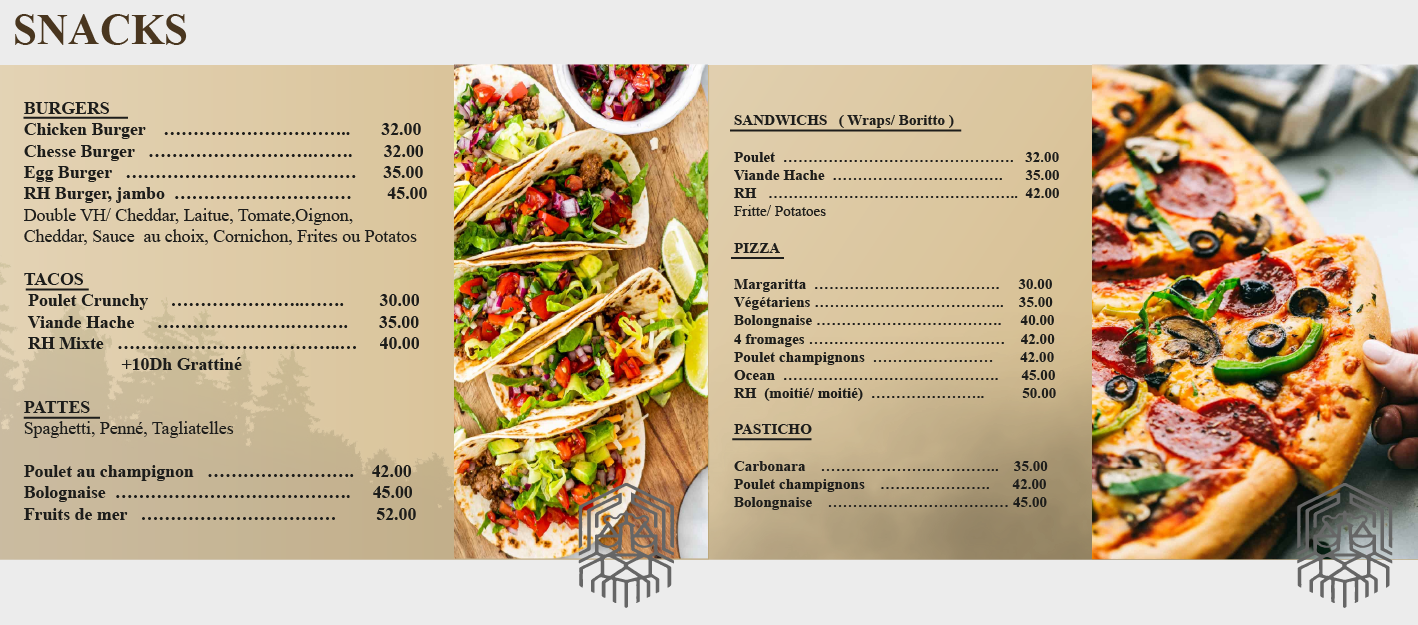 SNACKS
BURGERS
Chicken Burger ………………………….. 32.00
Chesse Burger ……………………..…….. 32.00
Egg Burger ………………………………… 35.00
RH Burger, jambo ………………………… 45.00
Double VH/ Cheddar, Laitue, Tomate,Oignon,
Cheddar, Sauce au choix, Cornichon, Frites ou Potatos
TACOS
Poulet Crunchy …………………...……. 30.00
Viande Hache …………..……..………. 35.00
RH Mixte …………………………………. 40.00
+10Dh Grattiné
PATTES
Spaghetti, Penné, Tagliatelles
Poulet au champignon ……………………. 42.00
Bolognaise …………………………………. 45.00
Fruits de mer …………………………… 52.00
SANDWICHS ( Wraps/ Boritto )
Poulet ………………………………………… 32.00
Viande Hache ……………………………… 35.00
RH ……………………………………………. 42.00
Fritte/ Potatoes
PIZZA
Margaritta ………………………………… 30.00
Végétariens ………………………………… 35.00
Bolongnaise ………………………………… 40.00
4 fromages ………………………………….. 42.00
Poulet champignons ……………………. 42.00
Ocean ……………………………………… 45.00
RH (moitié/ moitié) ………………….. 50.00
PASTICHO
Carbonara ………………………………. 35.00
Poulet champignons ………………….. 42.00
Bolongnaise ………………………………. 45.00